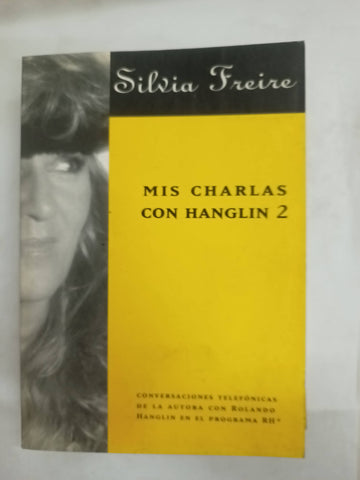 Silvia Freire
MIS CHARLAS
CON HANGLIN 2
CONVERSACIONES TELEFÓNICAS
DE LA AUTORA CON ROLANDO
HANGLIN EN EL PROGRAMA RH+